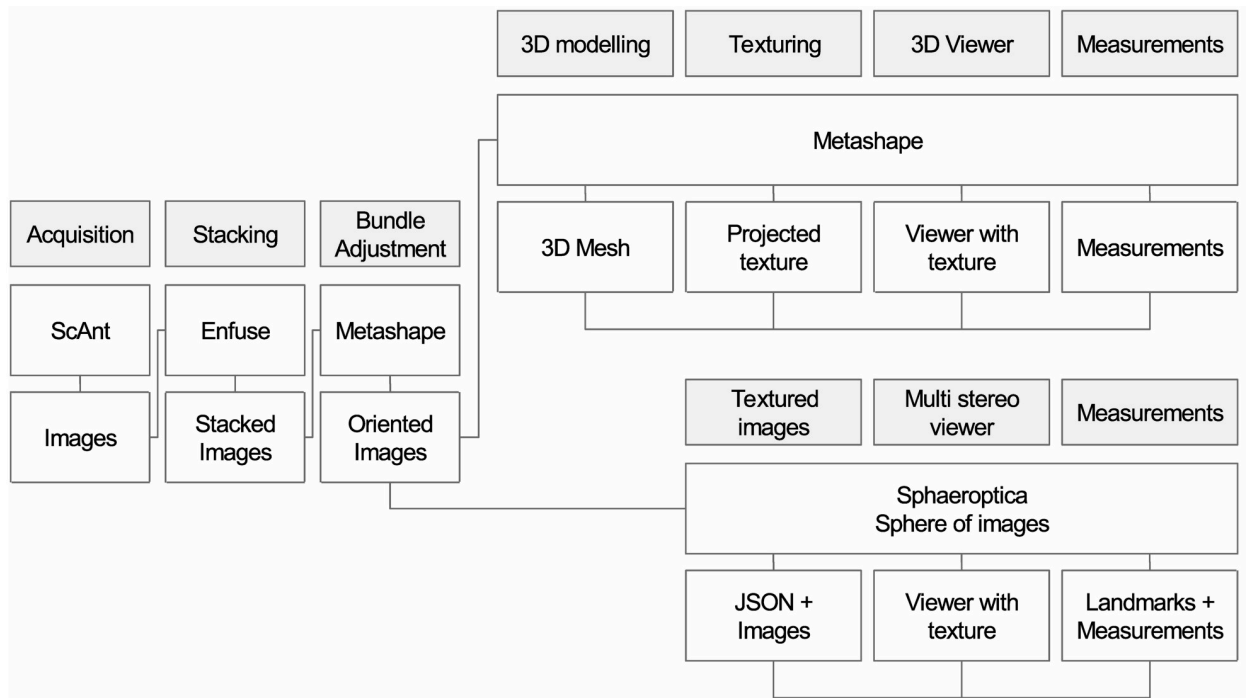 3D modelling
Texturing
3D Viewer
Measurements
Metashape
3D Mesh
Projected
texture
Viewer with
texture
Measurements
Acquisition
Stacking
Bundle
Adjustment
ScAnt
Enfuse
Metashape
Images
Stacked
Images
Oriented
Images
Textured
images
Multi stereo
viewer
Measurements
Sphaeroptica
Sphere of images
JSON +
Images
Viewer with
texture
Landmarks +
Measurements